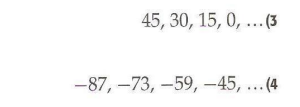 45, 30, 15, 0, …(3
−87, −73, −59, −45, …(4